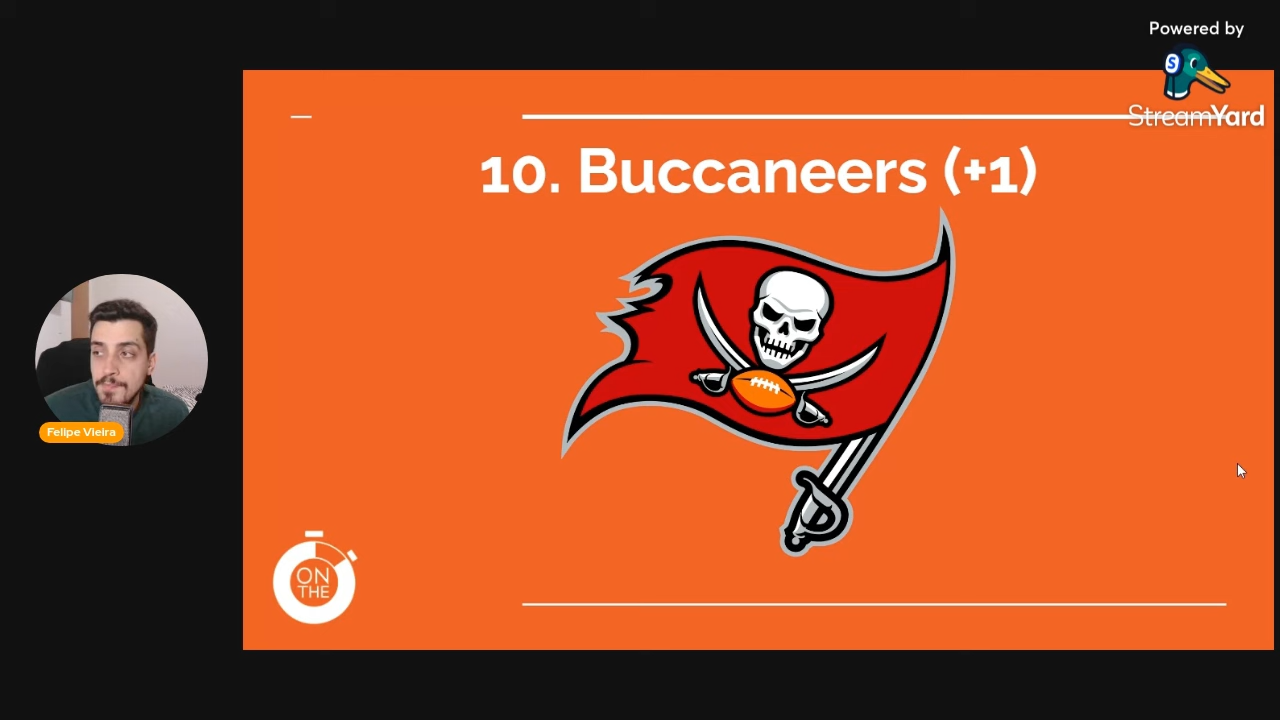 Powered by
S
StreamYard
10. Buccaneers (+1)
Felipe Vieira
ON
THE